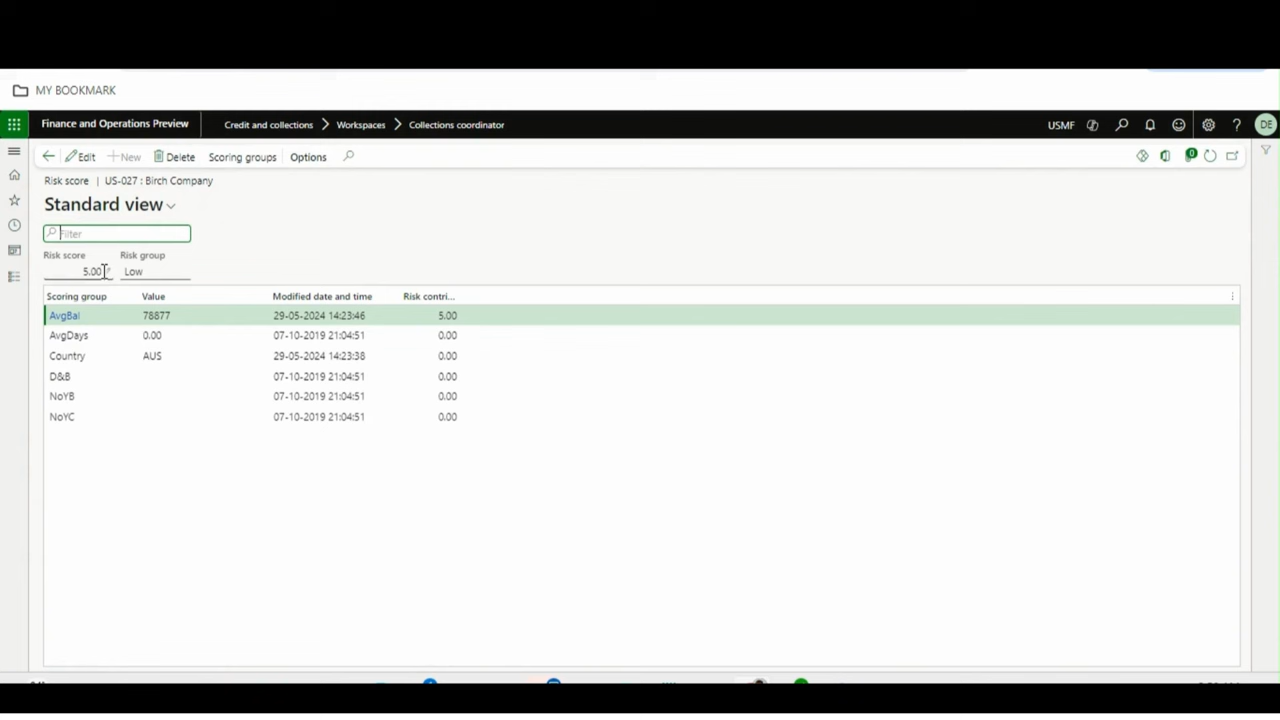 MY BOOKMARK
Finance and Operations Preview Credit and collections Workspaces Collections coordinator USMF DE
Edit New Delete Scoring groups Options 0
Risk score | US-027 : Birch Company
Standard view
Filter
Risk score Risk group
5.00 Low
Scoring group Value Modified date and time Risk contri...
AvgBal 78877 29-05-2024 14:23:46 5.00
AvgDays 0.00 07-10-2019 21:04:51 0.00
Country AUS 29-05-2024 14:23:38 0.00
D&B 07-10-2019 21:04:51 0.00
NoYB 07-10-2019 21:04:51 0.00
NoYC 07-10-2019 21:04:51 0.00